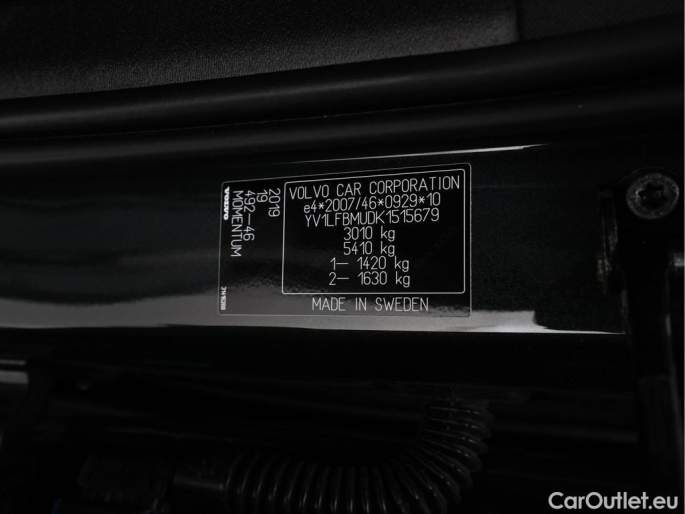 VOLVO CAR CORPORATION
e4*2007/46*0929*10
YV1LFBMUDK1515679
3010 kg
5410 kg
1– 1420 kg
2– 1630 kg
MADE IN SWEDEN
2019
19
492–46
MOMENTUM
VOLVO
CarOutlet.eu